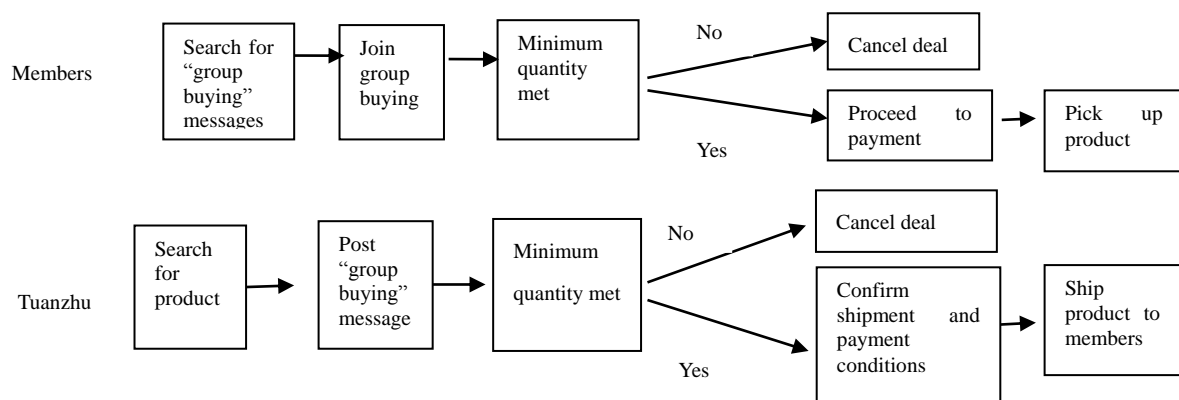 Members
Search for
“group
buying”
messages
Join
group
buying
Minimum
quantity
met
No
Yes
Cancel deal
Proceed to
payment
Pick up
product
Tuanzhu
Search
for
product
Post
“group
buying”
message
Minimum
quantity met
No
Yes
Cancel deal
Confirm
shipment and
payment
conditions
Ship
product to
members